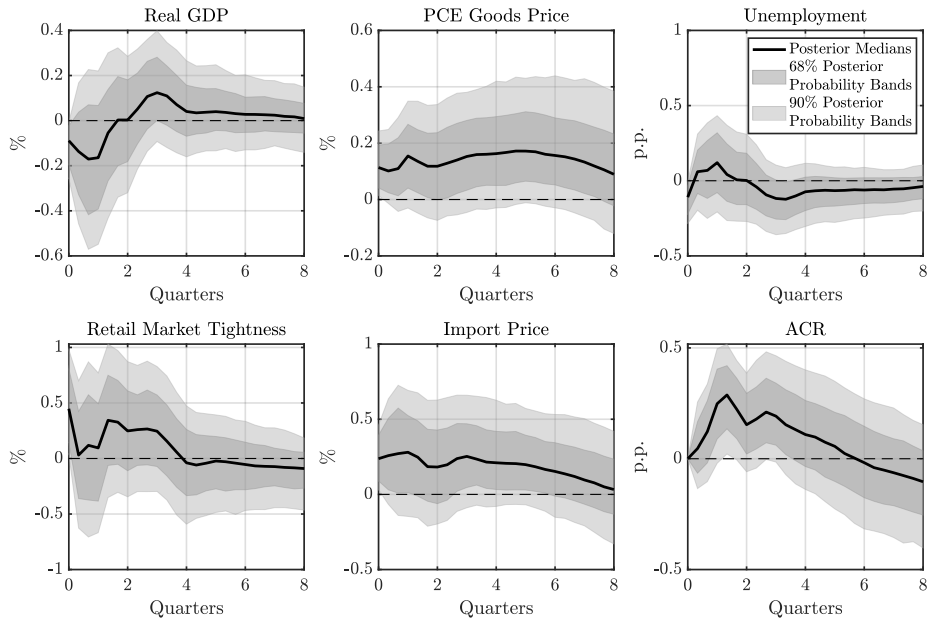 Real GDP
0.4
0.2
0
-0.2
-0.4
-0.6
%
0 2 4 6 8
Quarters
PCE Goods Price
0.6
0.4
0.2
0
-0.2
%
0 2 4 6 8
Quarters
Unemployment
1
0.5
0
-0.5
p.p.
0 2 4 6 8
Quarters
Posterior Medians
68% Posterior
Probability Bands
90% Posterior
Probability Bands
Retail Market Tightness
1
0.5
0
-0.5
-1
%
0 2 4 6 8
Quarters
Import Price
1
0.5
0
-0.5
%
0 2 4 6 8
Quarters
ACR
0.5
0
-0.5
p.p.
0 2 4 6 8
Quarters